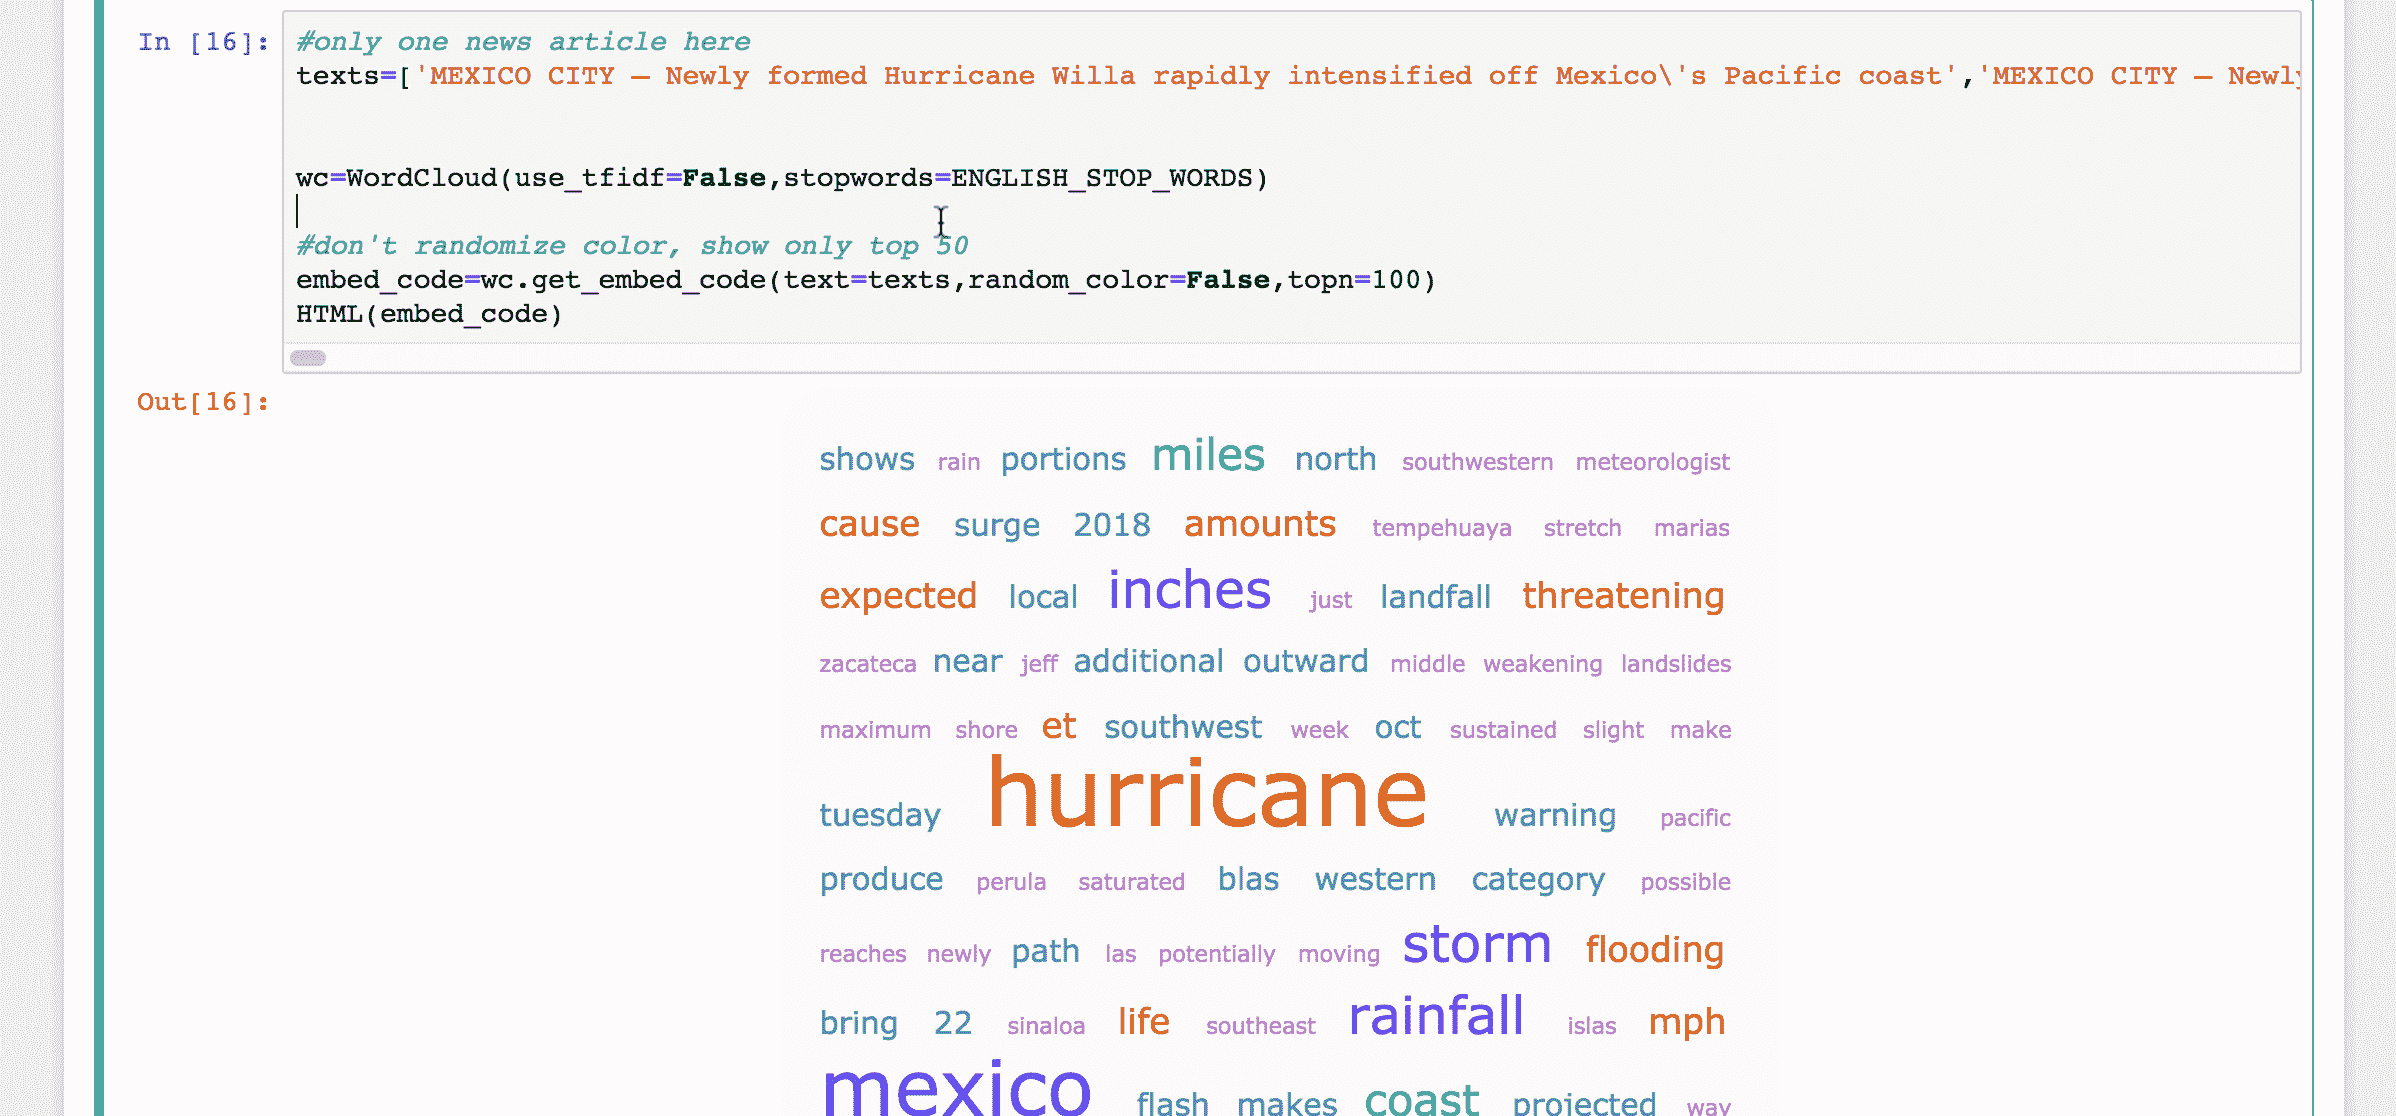 In [16]: #only one news article here
texts=['MEXICO CITY — Newly formed Hurricane Willa rapidly intensified off Mexico\'s Pacific coast','MEXICO CITY — Newly
wc=WordCloud(use_tfidf=False,stopwords=ENGLISH_STOP_WORDS)
#don't randomize color, show only top 50
embed_code=wc.get_embed_code(text=texts,random_color=False,topn=100)
HTML(embed_code)
Out[16]:
shows rain portions miles north southwestern meteorologist
cause surge 2018 amounts tempehuaya stretch marias
expected local inches just landfall threatening
zacateca near jeff additional outward middle weakening landslides
maximum shore et southwest week oct sustained slight make
tuesday hurricane warning pacific
produce perula saturated blas western category possible
reaches newly path las potentially moving storm flooding
bring 22 sinaloa life southeast rainfall islas mph
mexico flash makes coast projected way